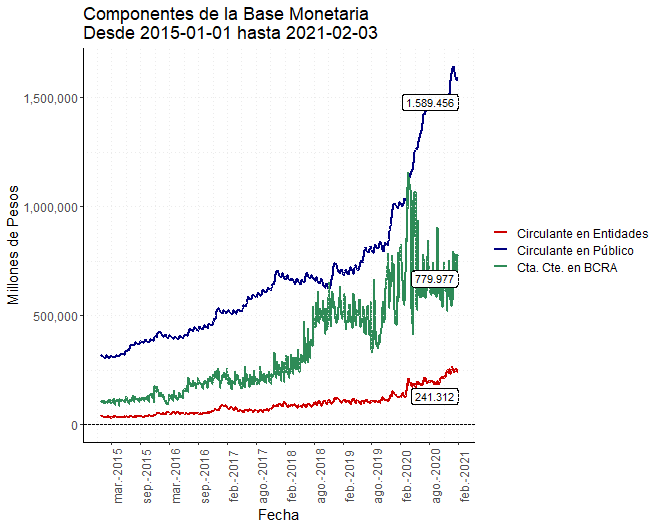 Componentes de la Base Monetaria
Desde 2015-01-01 hasta 2021-02-03
Millones de Pesos
1,500,000
1,000,000
500,000
0
1.589.456
779.977
241.312
Circulante en Entidades
Circulante en Público
Cta. Cte. en BCRA
mar.-2015
sep.-2015
mar.-2016
sep.-2016
feb.-2017
ago.-2017
feb.-2018
ago.-2018
feb.-2019
ago.-2019
feb.-2020
ago.-2020
feb.-2021
Fecha